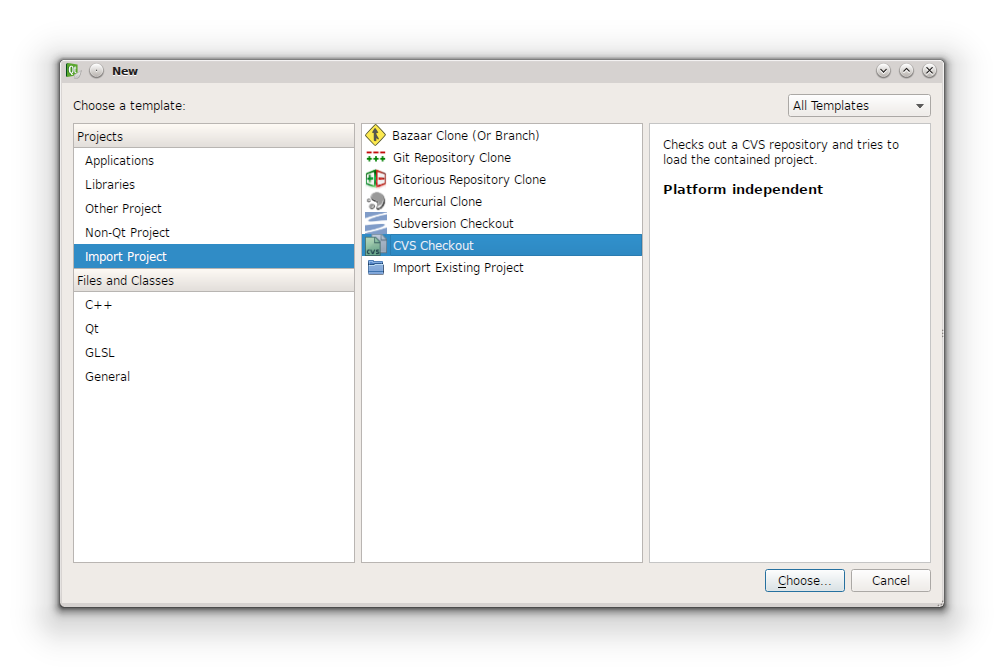 New
Choose a template:
All Templates
Projects
Applications
Libraries
Other Project
Non-Qt Project
Import Project
Files and Classes
C++
Qt
GLSL
General
Bazaar Clone (Or Branch)
Git Repository Clone
Gitorious Repository Clone
Mercurial Clone
Subversion Checkout
CVS Checkout
Import Existing Project
Checks out a CVS repository and tries to
load the contained project.
Platform independent
Choose...
Cancel